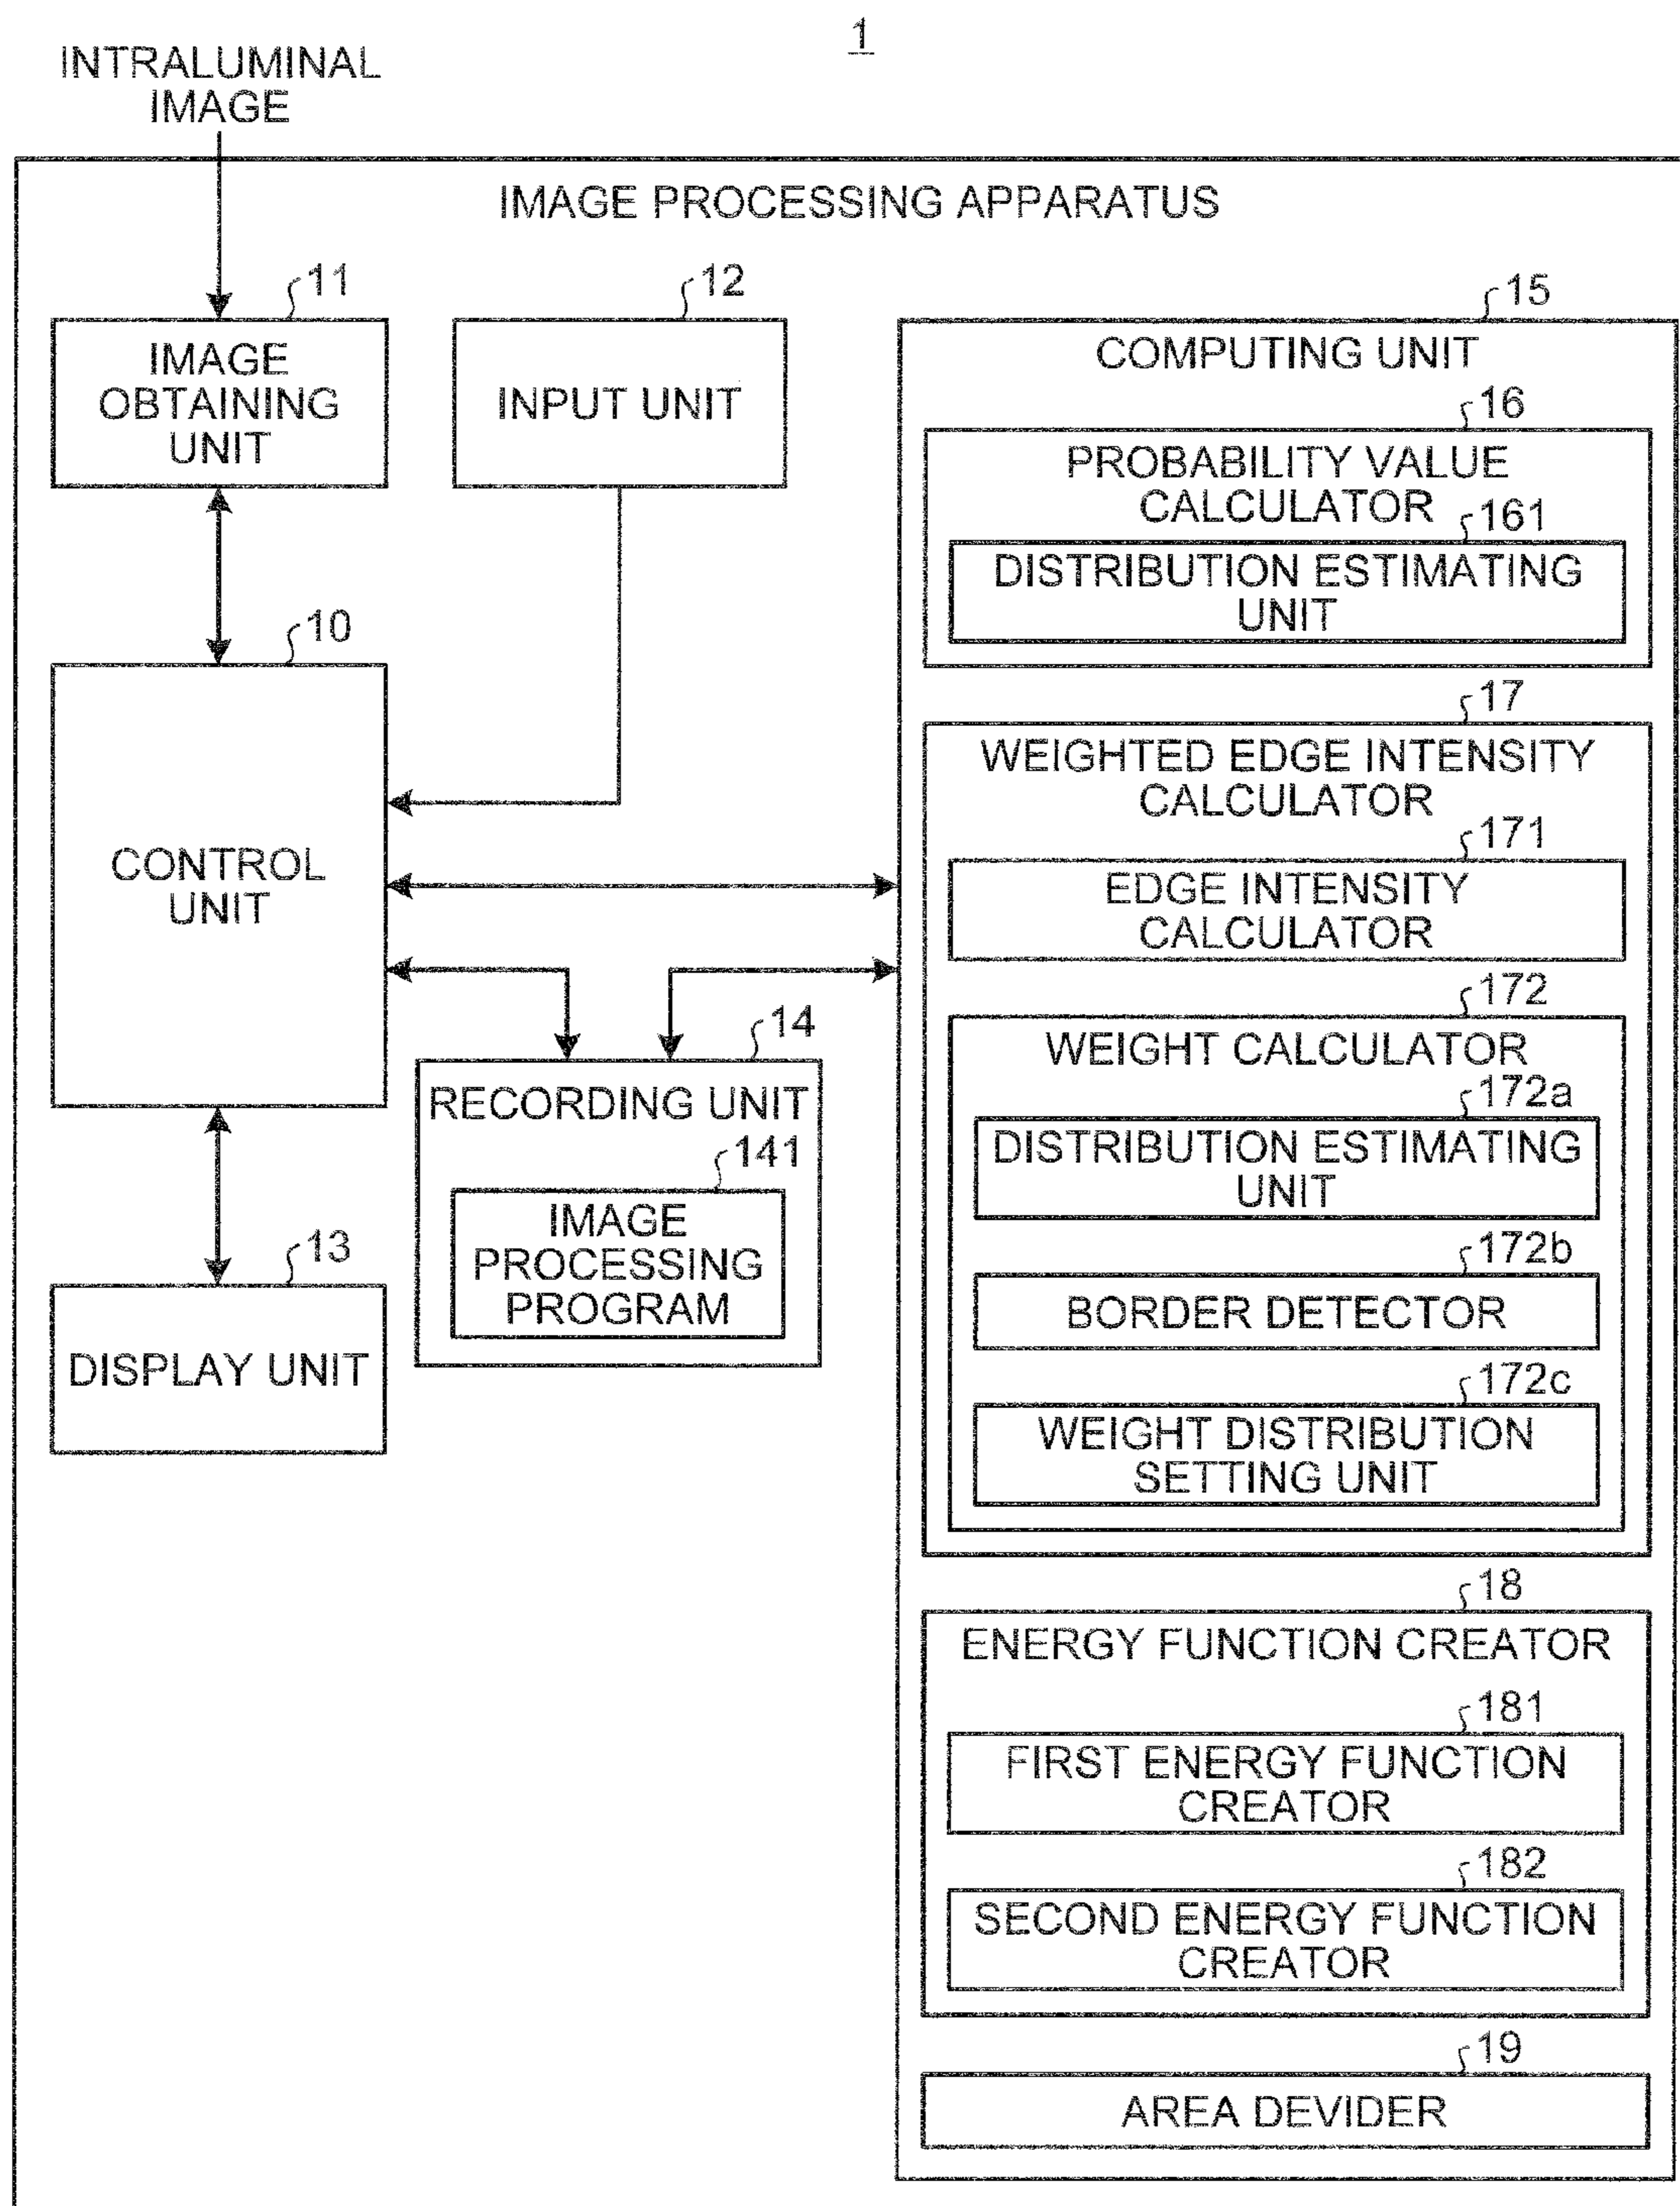 1
INTRALUMINAL
IMAGE
IMAGE PROCESSING APPARATUS
11
IMAGE
OBTAINING
UNIT
12
INPUT UNIT
10
CONTROL
UNIT
13
DISPLAY UNIT
14
RECORDING UNIT
141
IMAGE
PROCESSING
PROGRAM
15
COMPUTING UNIT
16
PROBABILITY VALUE
CALCULATOR
161
DISTRIBUTION ESTIMATING
UNIT
17
WEIGHTED EDGE INTENSITY
CALCULATOR
171
EDGE INTENSITY
CALCULATOR
172
WEIGHT CALCULATOR
172a
DISTRIBUTION ESTIMATING
UNIT
172b
BORDER DETECTOR
172c
WEIGHT DISTRIBUTION
SETTING UNIT
18
ENERGY FUNCTION CREATOR
181
FIRST ENERGY FUNCTION
CREATOR
182
SECOND ENERGY FUNCTION
CREATOR
19
AREA DEVIDER